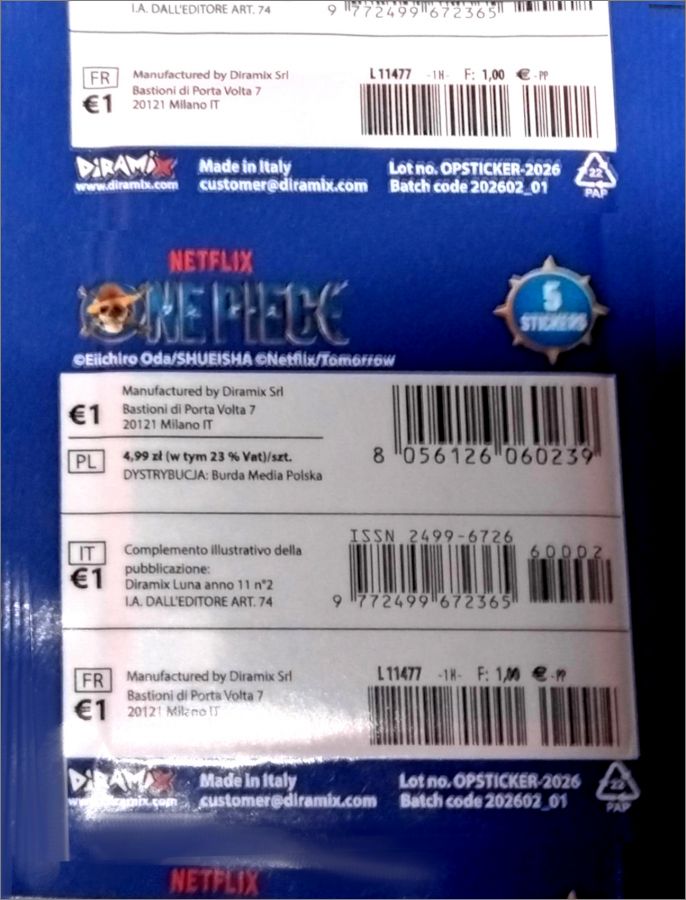 I.A. DALL'EDITORE ART. 74
9 772499 672365
FR
€1
Manufactured by Diramix Srl
Bastioni di Porta Volta 7
20121 Milano IT
L11477 -1H- F: 1,00 € -PP
DIRAMIX
www.diramix.com
Made in Italy
customer@diramix.com
Lot no. OPSTICKER-2026
Batch code 202602_01
22
PAP
NETFLIX
ONE PIECE
5
STICKERS
©Eiichiro Oda/SHUEISHA ©Netflix/Tomorrow
€1
Manufactured by Diramix Srl
Bastioni di Porta Volta 7
20121 Milano IT
PL
4,99 zł (w tym 23 % Vat)/szt.
DYSTRYBUCJA: Burda Media Polska
8 056126 060239
IT
€1
Complemento illustrativo della
pubblicazione:
Diramix Luna anno 11 n°2
I.A. DALL'EDITORE ART. 74
ISSN 2499-6726
60002
9 772499 672365
FR
€1
Manufactured by Diramix Srl
Bastioni di Porta Volta 7
20121 Milano IT
L11477 -1H- F: 1,00 € -PP
DIRAMIX
www.diramix.com
Made in Italy
customer@diramix.com
Lot no. OPSTICKER-2026
Batch code 202602_01
22
PAP
NETFLIX